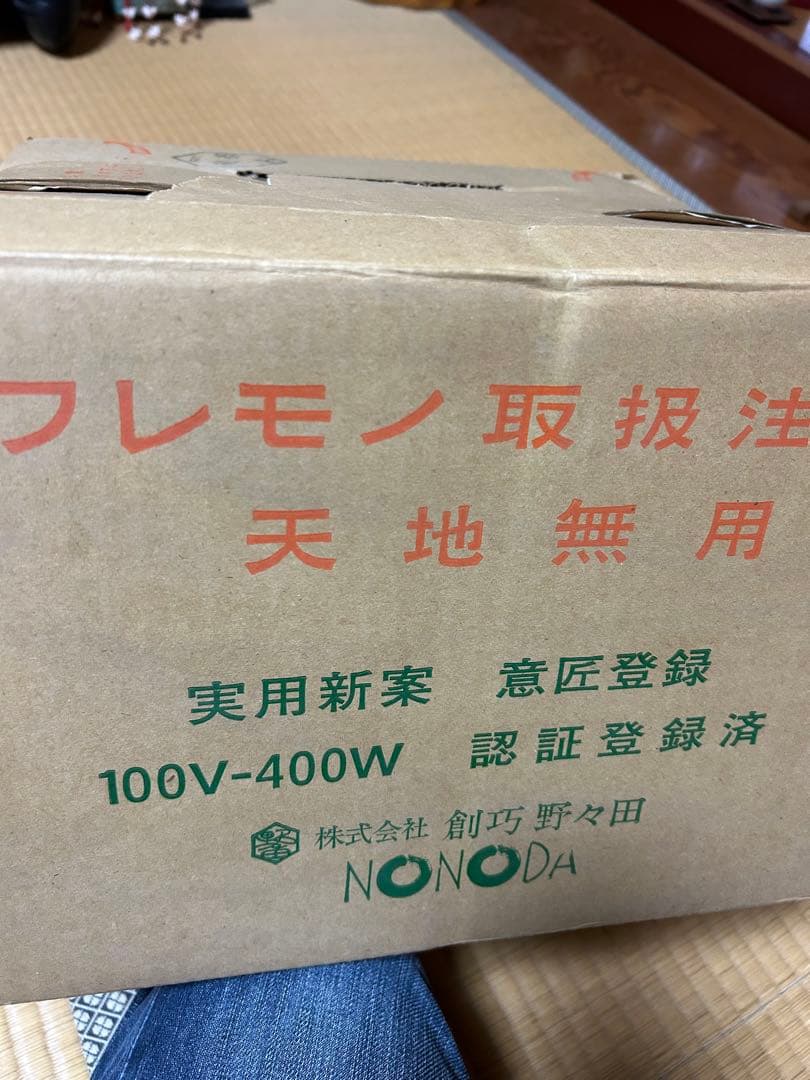 フレモノ取扱注
天地無用
実用新案 意匠登録
100V-400W 認証登録済
株式会社 創巧 野々田
NONODA